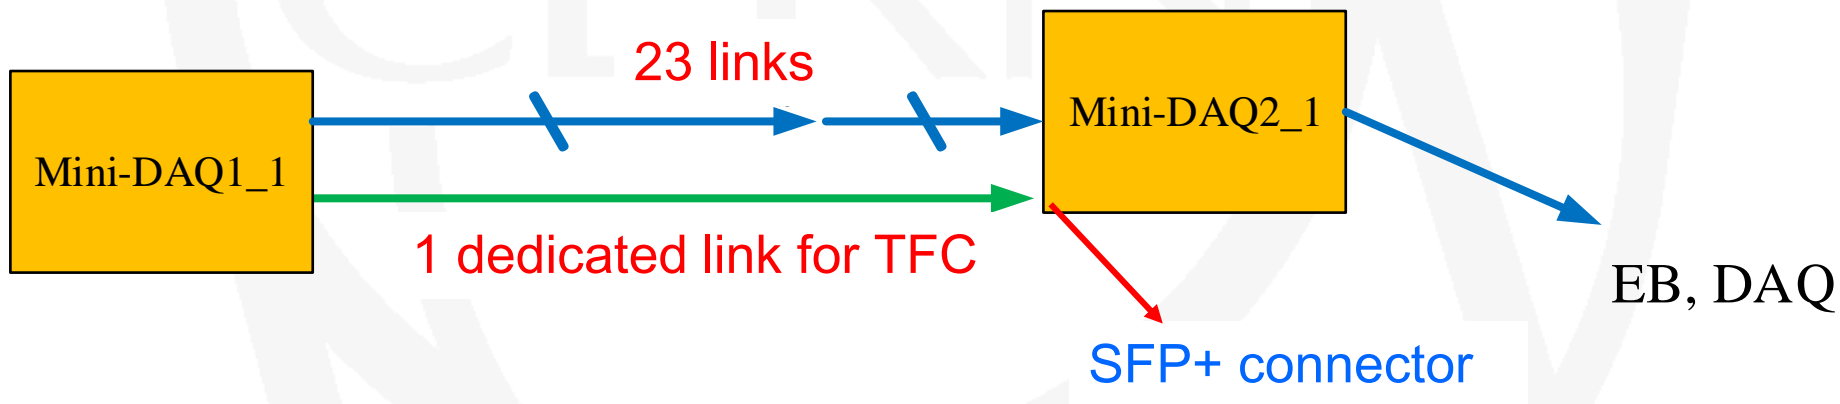 23 links
Mini-DAQ1_1
Mini-DAQ2_1
1 dedicated link for TFC
EB, DAQ
SFP+ connector